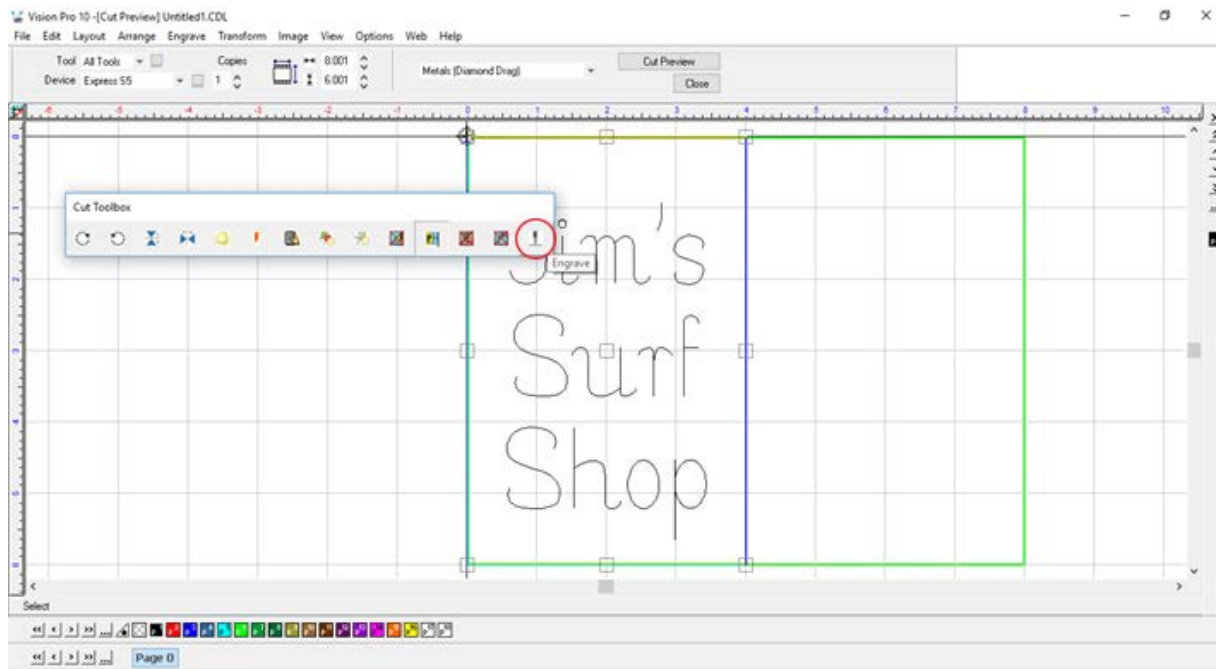 Vision Pro 10 -[Cut Preview] Untitled1.CDL
File Edit Layout Arrange Engrave Transform Image View Options Web Help
Tool All Tools Copies 8.001 Cut Preview
Device Express S5 1 6.001 Metals (Diamond Drag) Close
Cut Toolbox
Engrave
Jim's
Surf
Shop
Select
Page 0